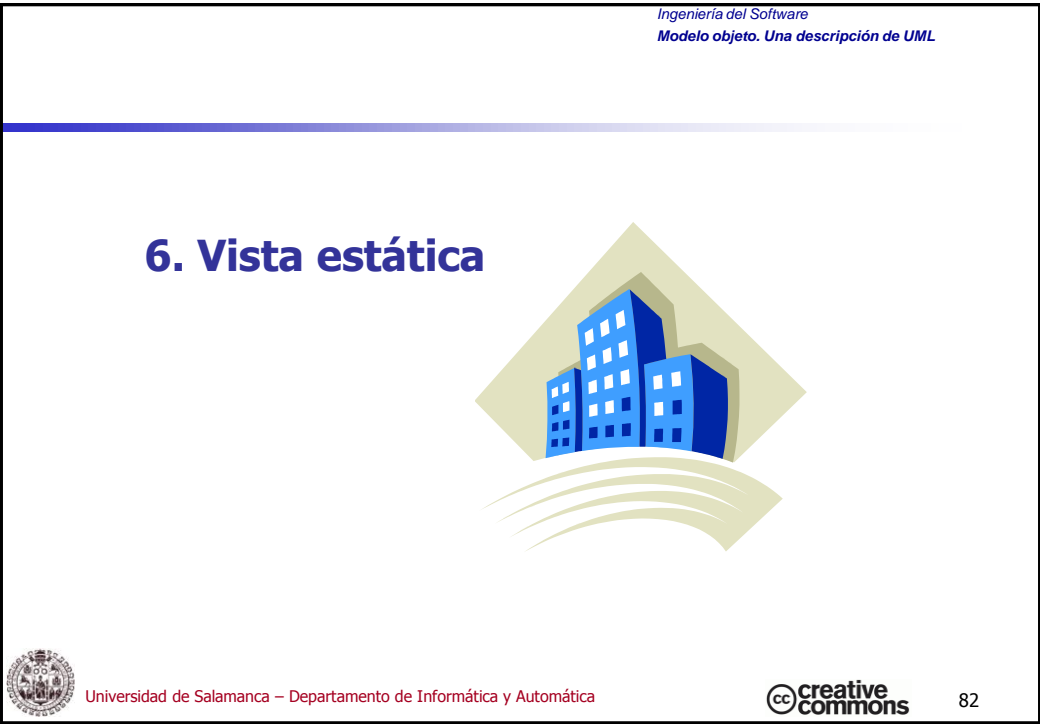 Ingeniería del Software
Modelo objeto. Una descripción de UML
6. Vista estática
Universidad de Salamanca – Departamento de Informática y Automática
cc creative commons
82